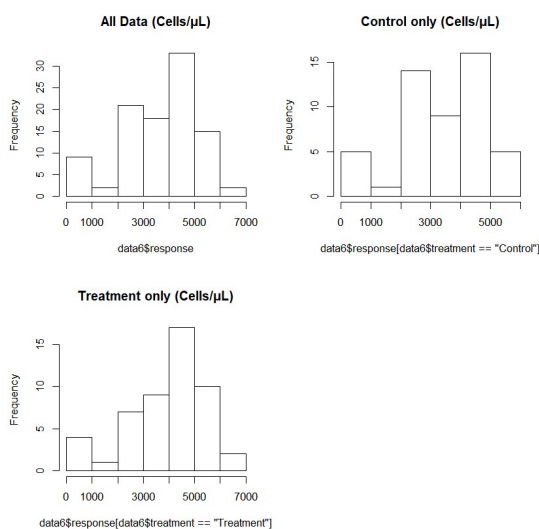 All Data (Cells/µL)
Frequency
0 5 10 15 20 25 30
0 1000 3000 5000 7000
data6$response
Control only (Cells/µL)
Frequency
0 5 10 15
0 1000 3000 5000
data6$response[data6$treatment == "Control"]
Treatment only (Cells/µL)
Frequency
0 5 10 15
0 1000 3000 5000 7000
data6$response[data6$treatment == "Treatment"]